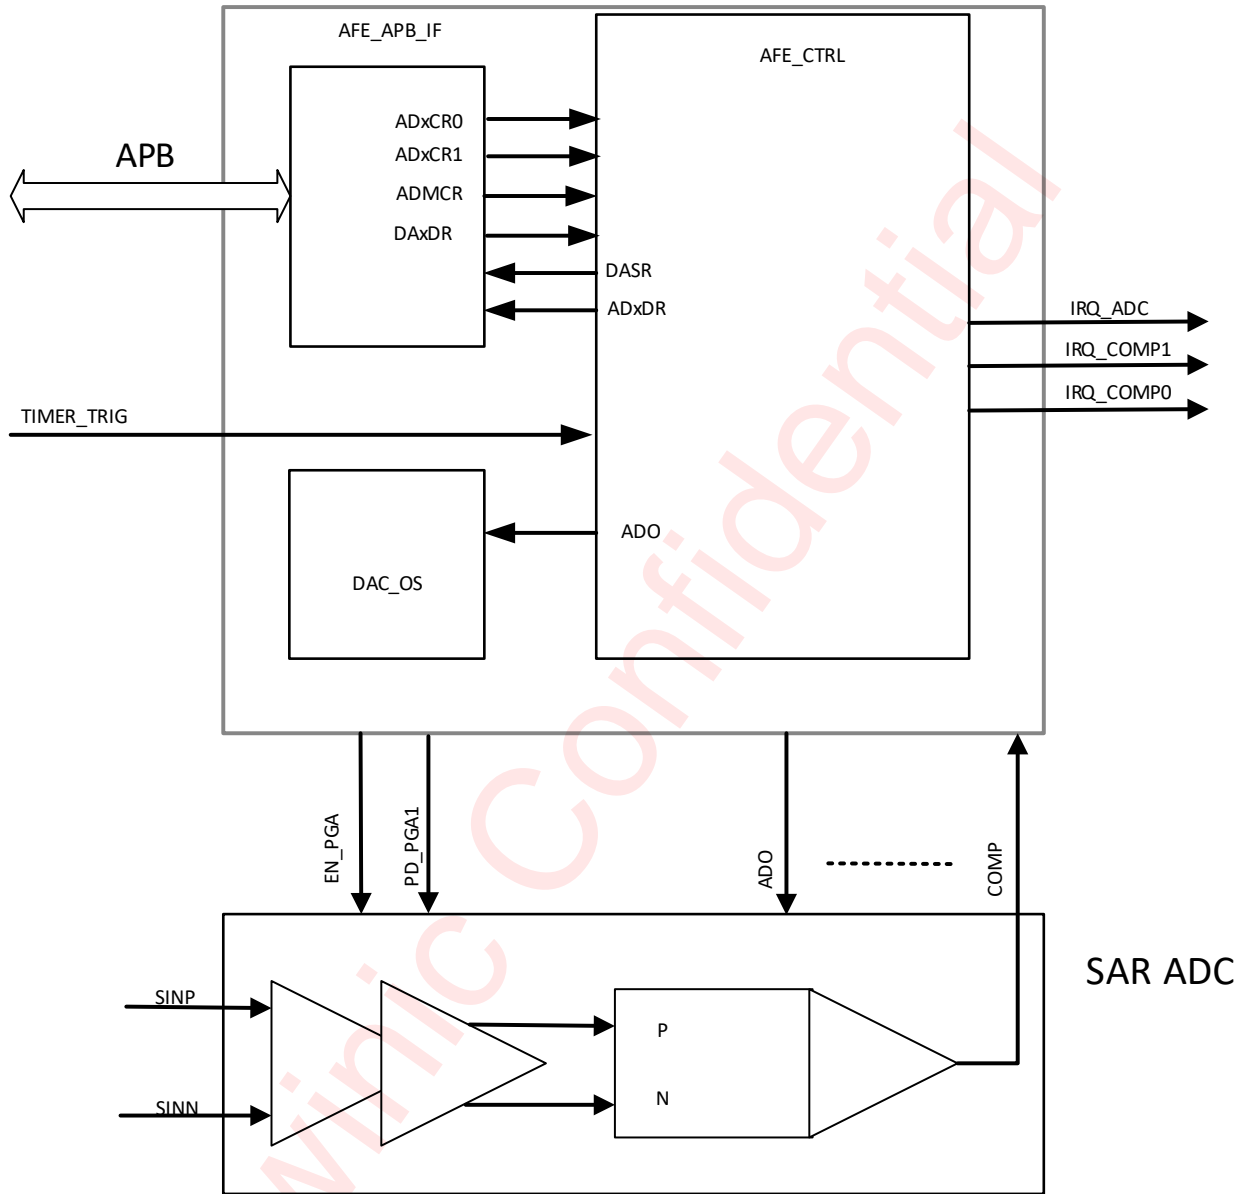 AFE_APB_IF
AFE_CTRL
ADxCR0
ADxCR1
APB
ADMCR
DAxDR
DASR
ADxDR
IRQ_ADC
IRQ_COMP1
IRQ_COMP0
TIMER_TRIG
ADO
DAC_OS
EN_PGA
PD_PGA1
ADO
COMP
SAR ADC
SINP
P
N
SINN
winic Confidential